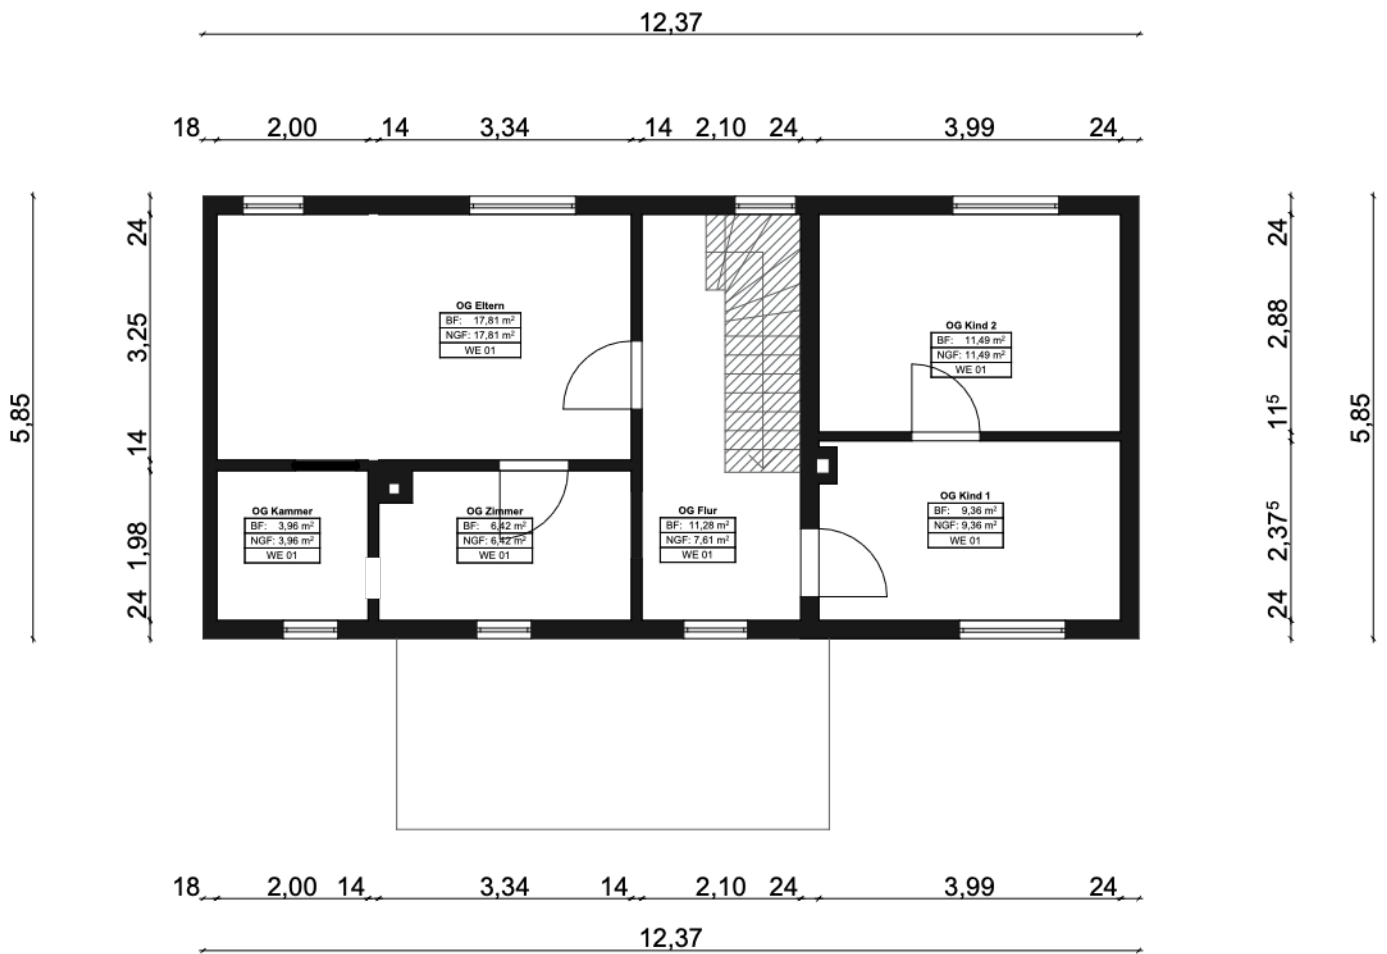 12,37
18 2,00 14 3,34 14 2,10 24 3,99 24
24
3,25
14
1,98
24
5,85
OG Eltern
BF: 17,81 m²
NGF: 17,81 m²
WE 01
OG Kind 2
BF: 11,49 m²
NGF: 11,49 m²
WE 01
OG Kammer
BF: 3,96 m²
NGF: 3,96 m²
WE 01
OG Zimmer
BF: 6,42 m²
NGF: 6,42 m²
WE 01
OG Flur
BF: 11,28 m²
NGF: 7,61 m²
WE 01
OG Kind 1
BF: 9,36 m²
NGF: 9,36 m²
WE 01
24
2,88
11⁵
2,37⁵
24
5,85
18 2,00 14 3,34 14 2,10 24 3,99 24
12,37